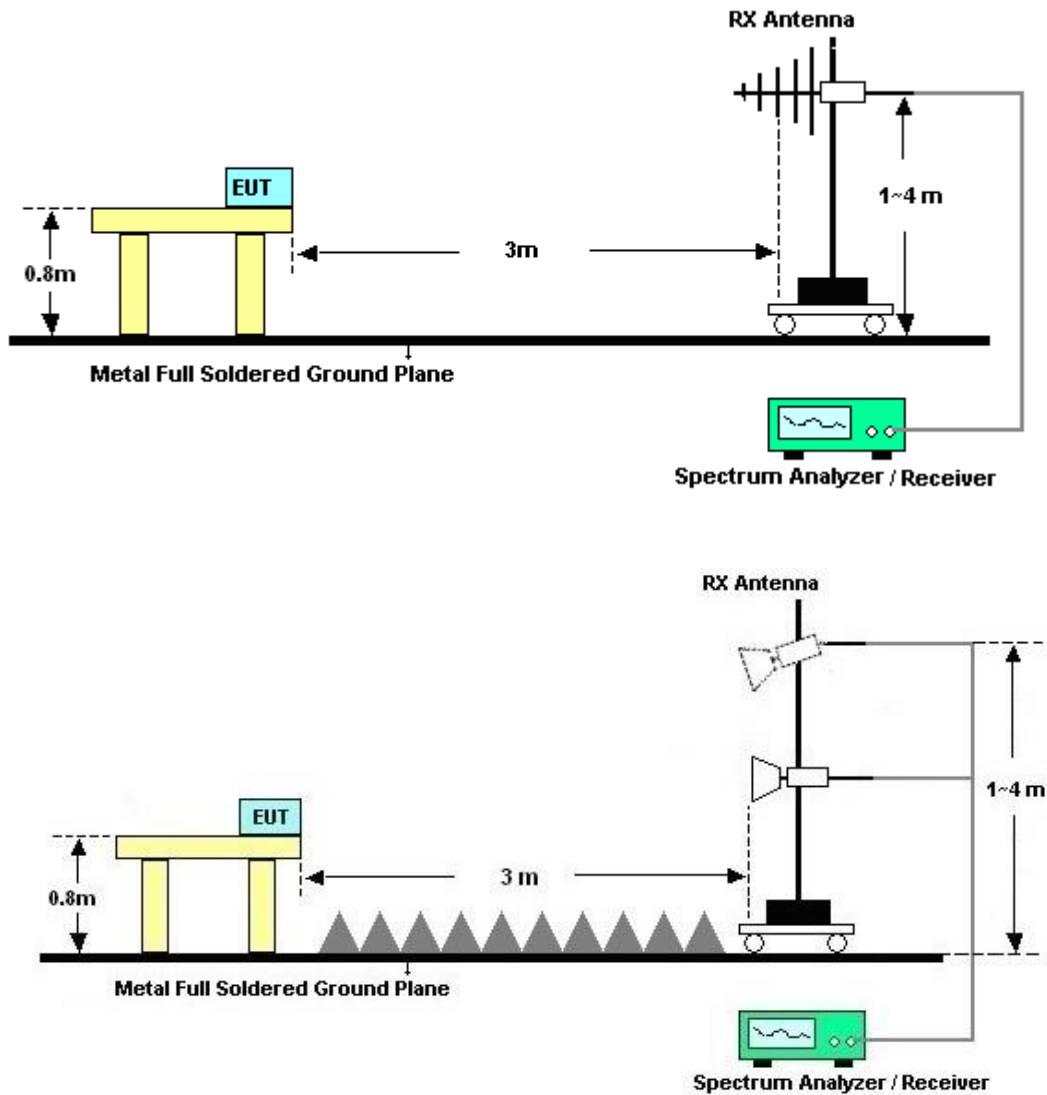 RX Antenna
EUT
1~4 m
3m
0.8m
Metal Full Soldered Ground Plane
Spectrum Analyzer / Receiver
RX Antenna
1~4 m
EUT
3 m
0.8m
Metal Full Soldered Ground Plane
Spectrum Analyzer / Receiver